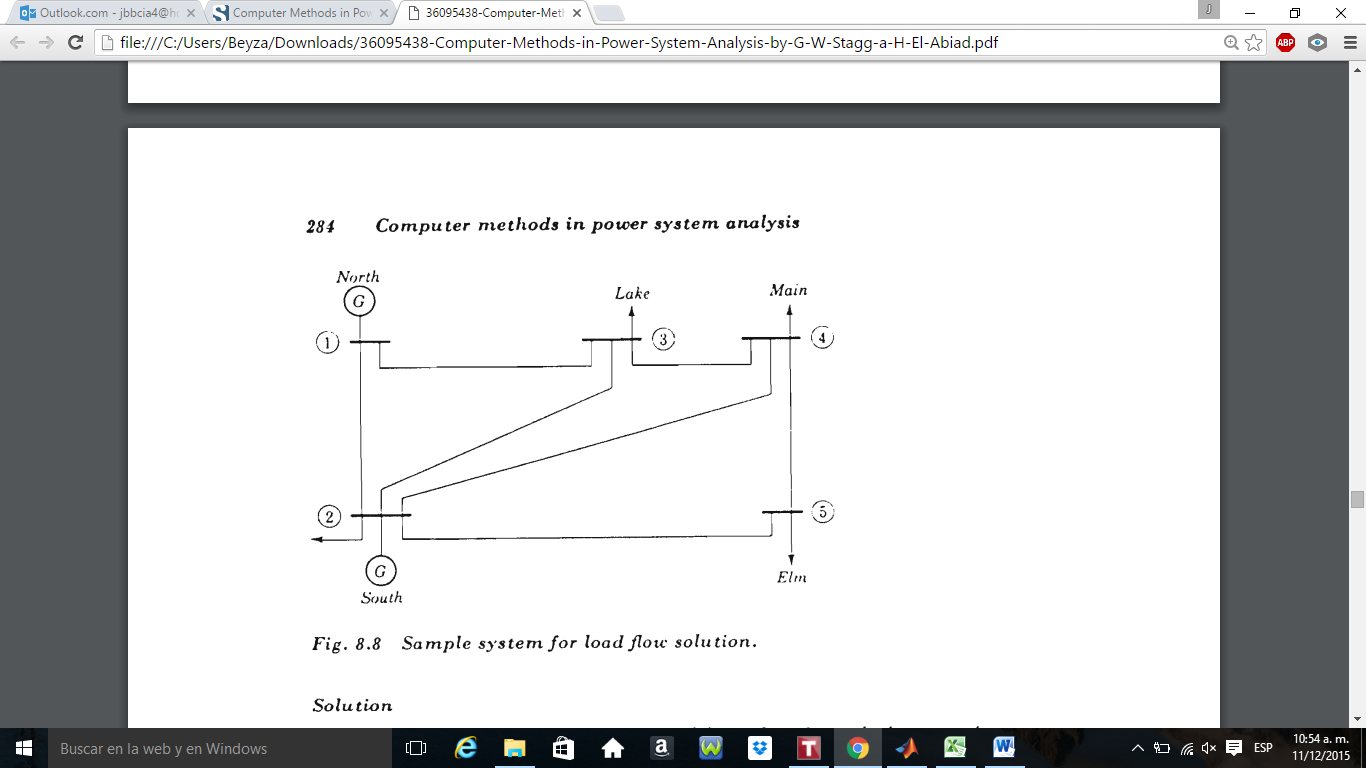 Outlook.com - jbbcia4@h
Computer Methods in Pow
36095438-Computer-Meth
J
file:///C:/Users/Beyza/Downloads/36095438-Computer-Methods-in-Power-System-Analysis-by-G-W-Stagg-a-H-El-Abiad.pdf
ABP
284 Computer methods in power system analysis
North
G
Lake
Main
1
3
4
2
5
G
South
Elm
Fig. 8.8 Sample system for load flow solution.
Solution
Buscar en la web y en Windows
ESP
10:54 a. m.
11/12/2015